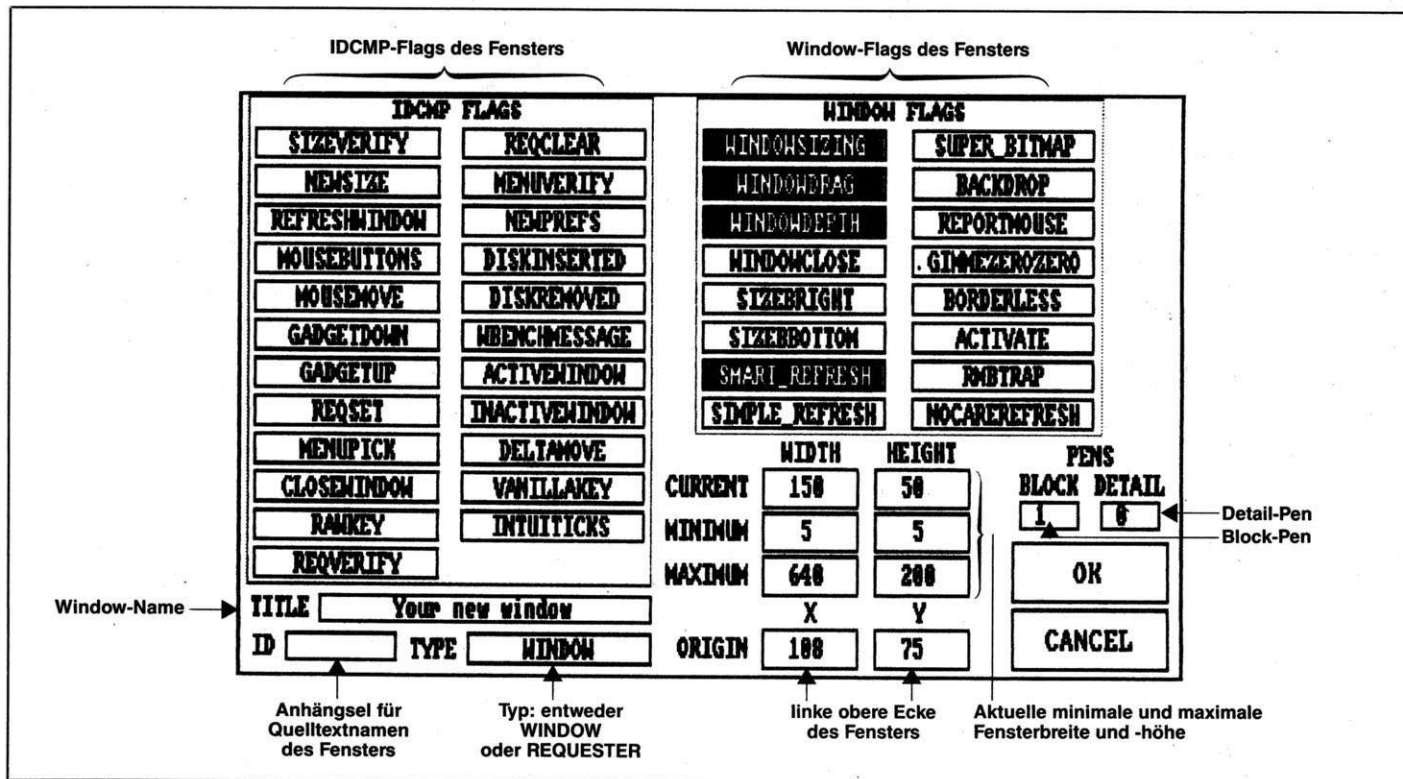 IDCMP-Flags des Fensters
Window-Flags des Fensters
IDCMP FLAGS
SIZEVERIFY REQCLEAR
NEWSIZE MENUVERIFY
REFRESHWINDOW NEWPREFS
MOUSEBUTTONS DISKINSERTED
MOUSEMOVE DISKREMOVED
GADGETDOWN WBENCHMESSAGE
GADGETUP ACTIVEWINDOW
REQSET INACTIVEWINDOW
MENUPICK DELTAMOVE
CLOSEWINDOW VANILLAKEY
RAWKEY INTUITICKS
REQVERIFY
WINDOW FLAGS
WINDOWSIZING SUPER_BITMAP
WINDOWDRAG BACKDROP
WINDOWDEPTH REPORTMOUSE
WINDOWCLOSE .GIMMEZEROZERO
SIZEBRIGHT BORDERLESS
SIZEBBOTTOM ACTIVATE
SMART_REFRESH RMBTRAP
SIMPLE_REFRESH NOCAREREFRESH
WIDTH HEIGHT
CURRENT 150 50
MINIMUM 5 5
MAXIMUM 640 200
X Y
ORIGIN 108 75
PENS
BLOCK DETAIL
1 0
Detail-Pen
Block-Pen
OK
CANCEL
Window-Name
TITLE Your new window
ID TYPE WINDOW
Anhängsel für
Quelltextnamen
des Fensters
Typ: entweder
WINDOW
oder REQUESTER
linke obere Ecke
des Fensters
Aktuelle minimale und maximale
Fensterbreite und -höhe